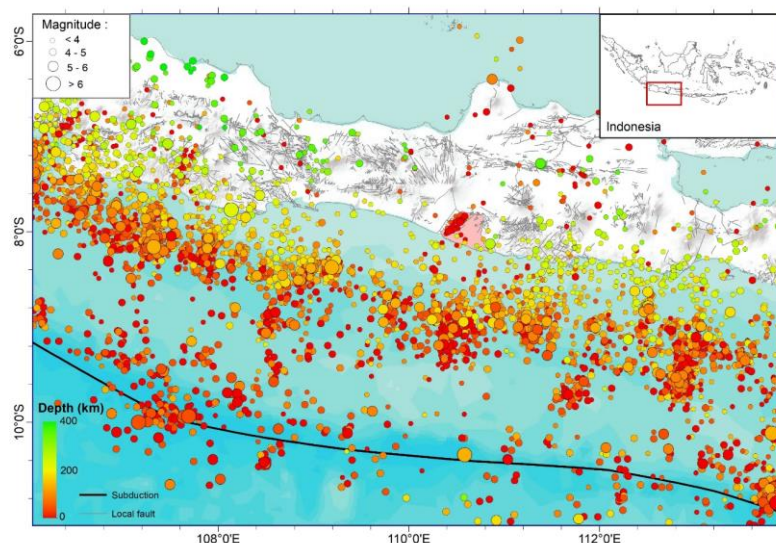 Magnitude :
< 4
4 - 5
5 - 6
> 6
Indonesia
6°0'S
8°0'S
10°0'S
Depth (km)
400
200
0
Subduction
Local fault
108°0'E
110°0'E
112°0'E